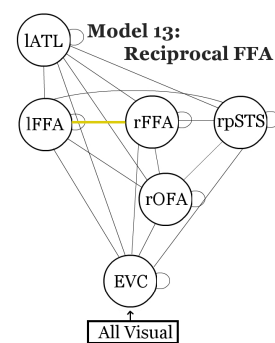 lATL
Model 13:
Reciprocal FFA
lFFA
rFFA
rpSTS
rOFA
EVC
All Visual